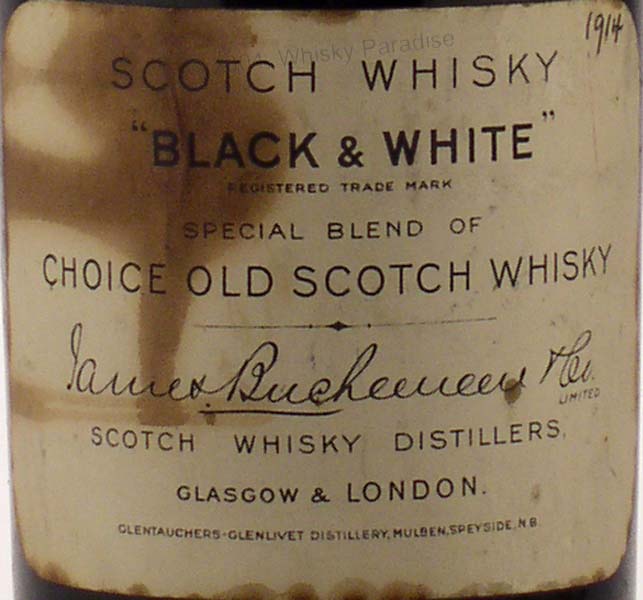 1914
Whisky Paradise
SCOTCH WHISKY
"BLACK & WHITE"
REGISTERED TRADE MARK
SPECIAL BLEND OF
CHOICE OLD SCOTCH WHISKY
James Buchanan & Co.
LIMITED
SCOTCH WHISKY DISTILLERS,
GLASGOW & LONDON.
GLENTAUCHERS-GLENLIVET DISTILLERY, MULBEN, SPEYSIDE, N.B.